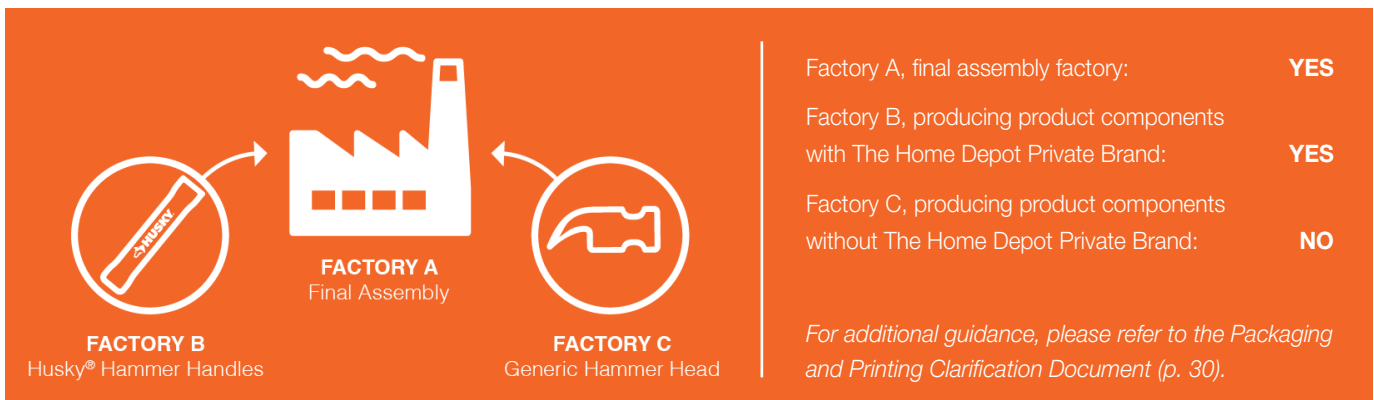 HUSKY
FACTORY A
Final Assembly
FACTORY B
Husky® Hammer Handles
FACTORY C
Generic Hammer Head
Factory A, final assembly factory: YES
Factory B, producing product components
with The Home Depot Private Brand: YES
Factory C, producing product components
without The Home Depot Private Brand: NO
For additional guidance, please refer to the Packaging
and Printing Clarification Document (p. 30).